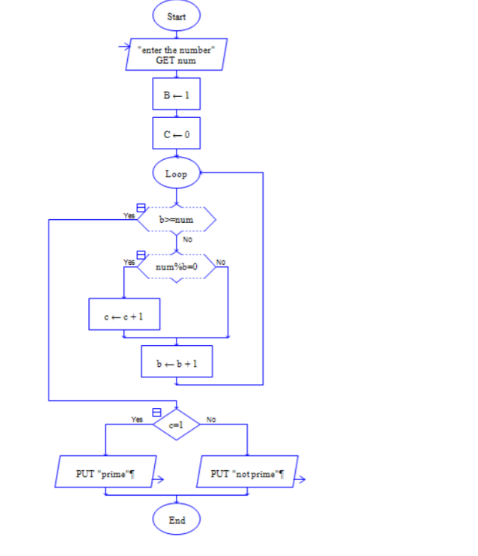 Start
"enter the number"
GET num
B ← 1
C ← 0
Loop
Yes
b>=num
No
Yes
num%b=0
No
c ← c + 1
b ← b + 1
Yes
c=1
No
PUT "prime"¶
PUT "not prime"¶
End